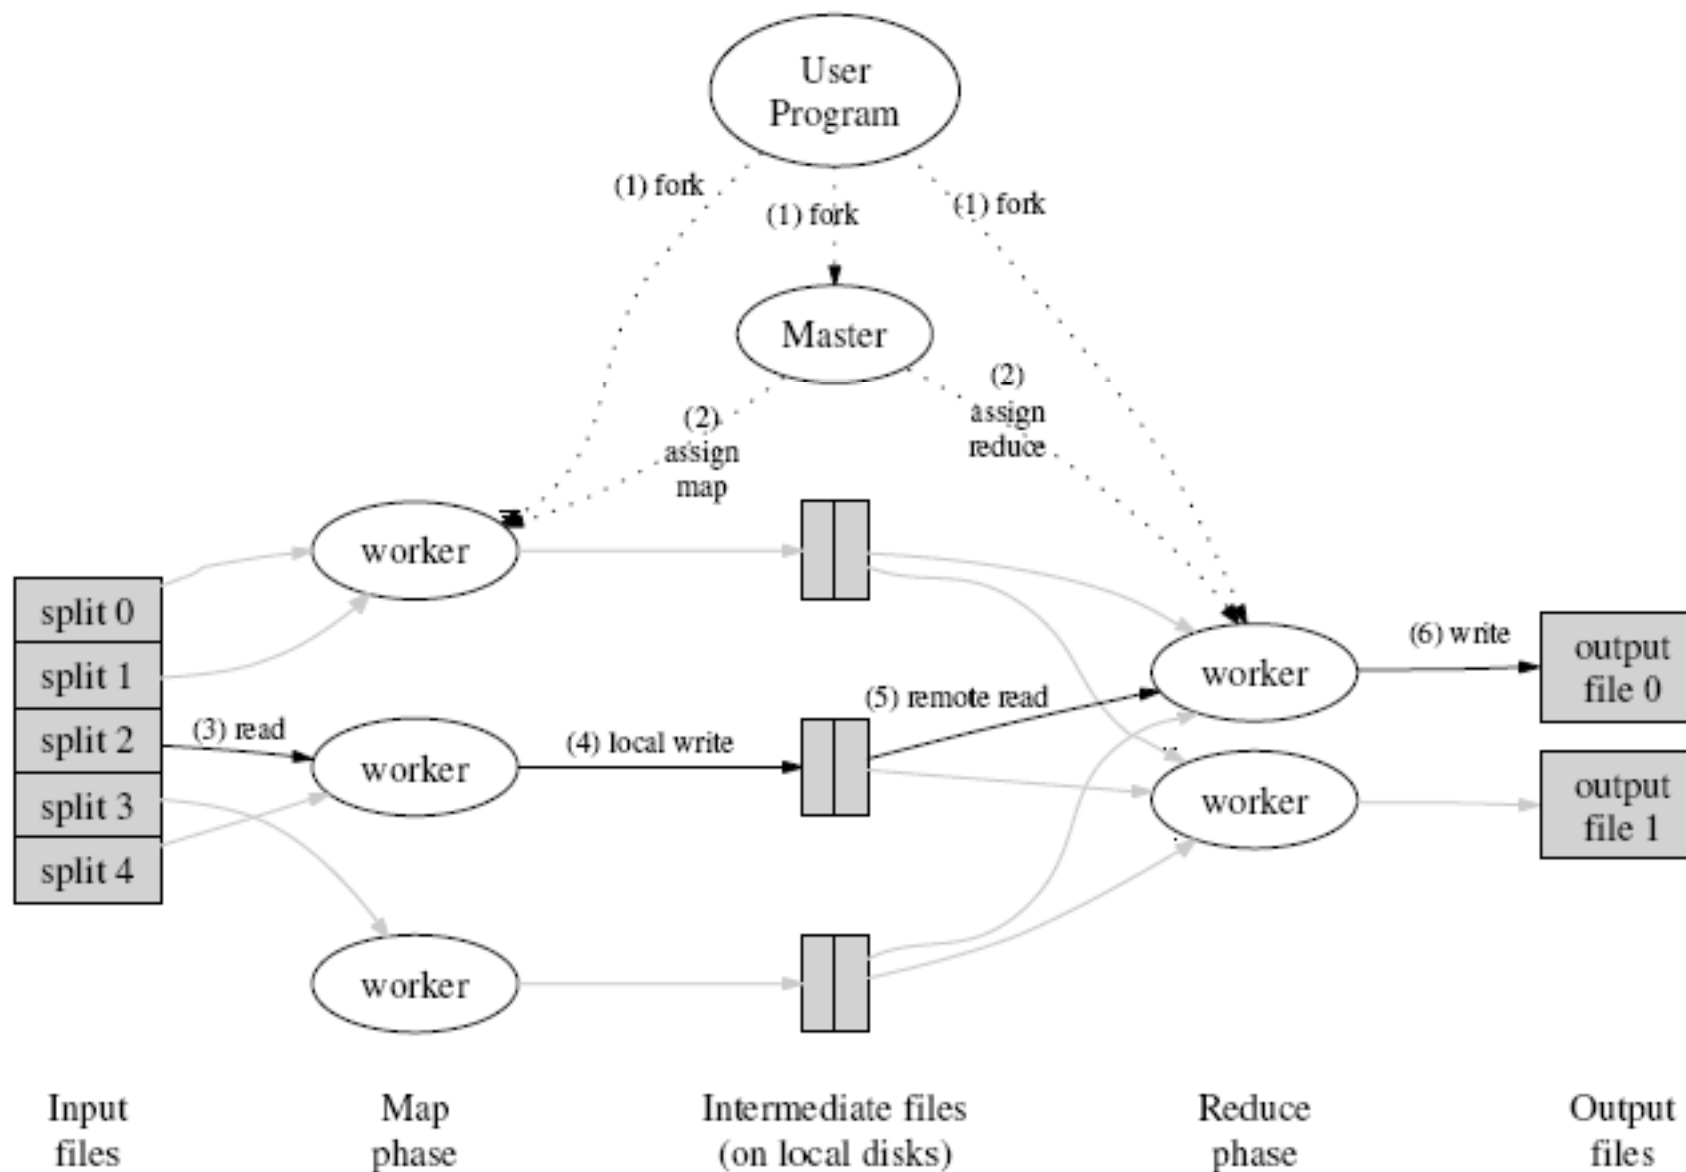 User
Program
(1) fork
(1) fork
(1) fork
Master
(2)
assign
map
(2)
assign
reduce
worker
split 0
split 1
split 2
split 3
split 4
(3) read
worker
(4) local write
worker
(5) remote read
worker
(6) write
output
file 0
worker
output
file 1
Input
files
Map
phase
Intermediate files
(on local disks)
Reduce
phase
Output
files